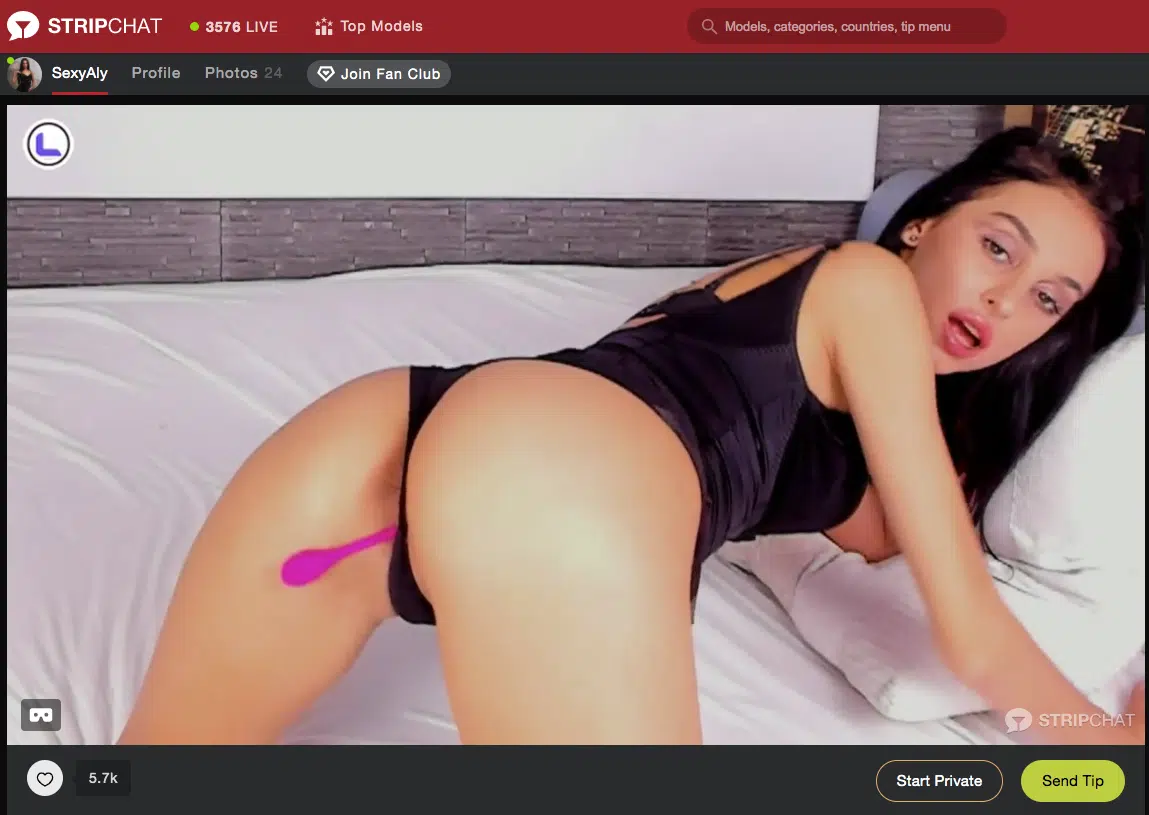 STRIPCHAT
3576 LIVE
Top Models
Models, categories, countries, tip menu
SexyAly
Profile
Photos 24
Join Fan Club
L
STRIPCHAT
5.7k
Start Private
Send Tip